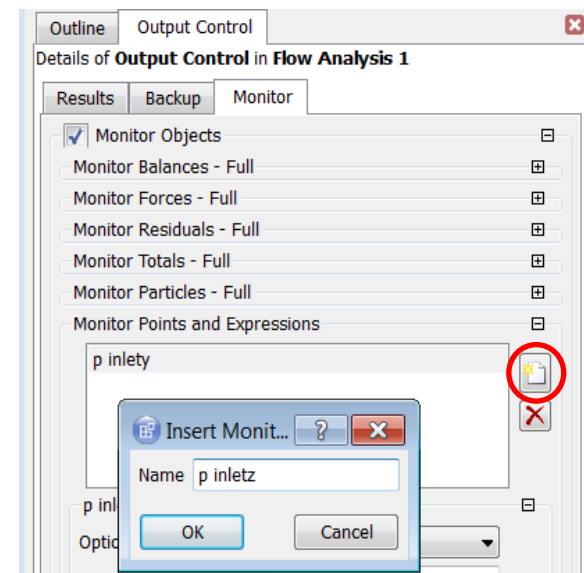 Outline Output Control
Details of Output Control in Flow Analysis 1
Results Backup Monitor
Monitor Objects
Monitor Balances - Full
Monitor Forces - Full
Monitor Residuals - Full
Monitor Totals - Full
Monitor Particles - Full
Monitor Points and Expressions
p inlety
Insert Monit...
Name p inletz
p inl
OK Cancel
Optio